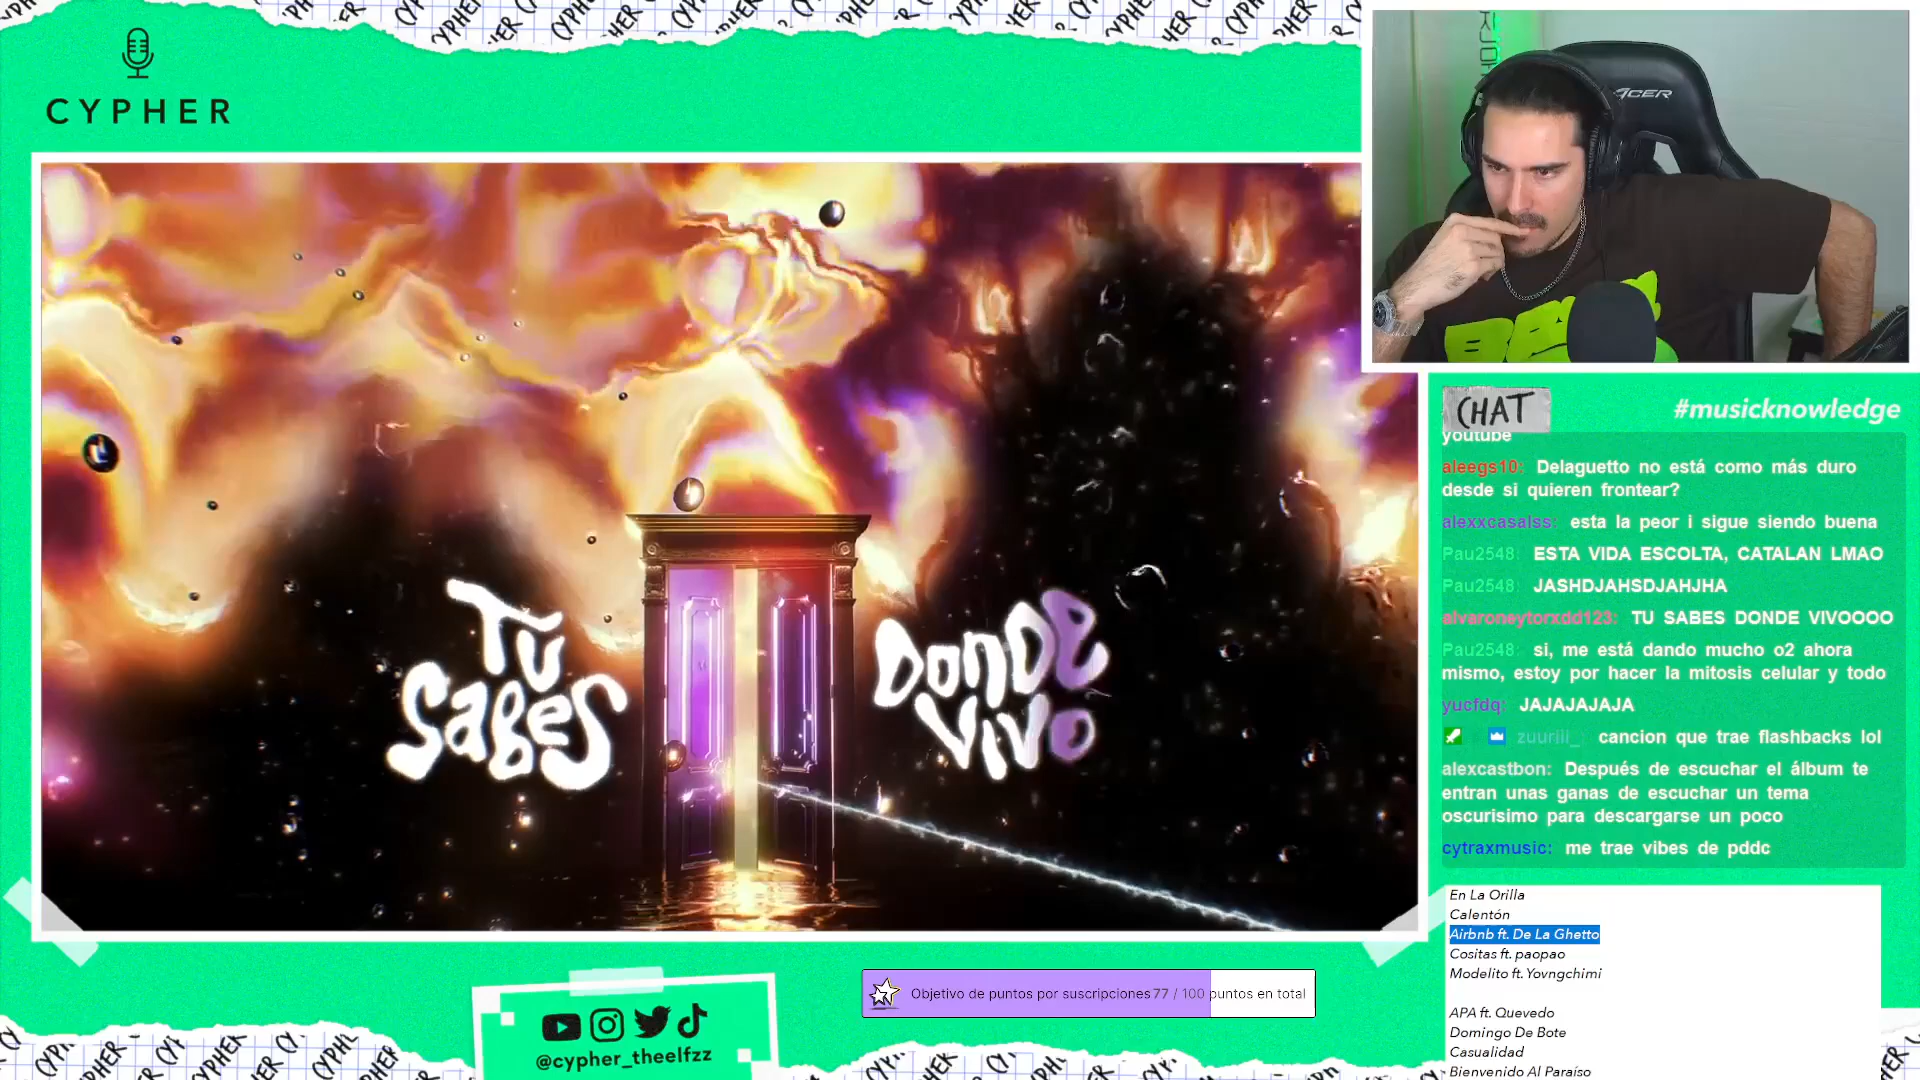 CYPHER
ACER
TU
SABES
DONDE
VIVO
CHAT
#musicknowledge
youtube
aleegs10: Delaguetto no está como más duro
desde si quieren frontear?
alexxcasalss: esta la peor i sigue siendo buena
Pau2548: ESTA VIDA ESCOLTA, CATALAN LMAO
Pau2548: JASHDJAHSDJAHJHA
alvaroneytorxdd123: TU SABES DONDE VIVOOOO
Pau2548: si, me está dando mucho o2 ahora
mismo, estoy por hacer la mitosis celular y todo
yucfdq: JAJAJAJAJA
zuuriii_: cancion que trae flashbacks lol
alexcastbon: Después de escuchar el álbum te
entran unas ganas de escuchar un tema
oscurisimo para descargarse un poco
cytraxmusic: me trae vibes de pddc
En La Orilla
Calentón
Airbnb ft. De La Ghetto
Cositas ft. paopao
Modelito ft. Yovngchimi
APA ft. Quevedo
Domingo De Bote
Casualidad
Bienvenido Al Paraíso
Objetivo de puntos por suscripciones 77 / 100 puntos en total
@cypher_theelfzz